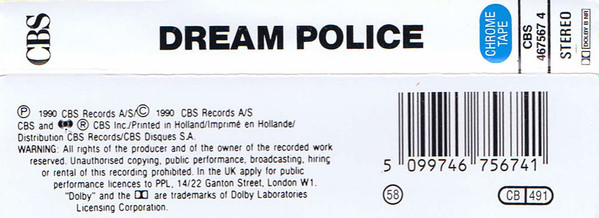 CBS
DREAM POLICE
CHROME
TAPE
CBS
467567 4
STEREO
DOLBY B NR
Ⓟ 1990 CBS Records A/S/© 1990 CBS Records A/S
CBS and ® CBS Inc./Printed in Holland/Imprimé en Hollande/
Distribution CBS Records/CBS Disques S.A.
WARNING: All rights of the producer and of the owner of the recorded work
reserved. Unauthorised copying, public performance, broadcasting, hiring
or rental of this recording prohibited. In the UK apply for public
performance licences to PPL, 14/22 Ganton Street, London W1.
"Dolby" and the are trademarks of Dolby Laboratories
Licensing Corporation.
5 099746 756741
58
CB 491